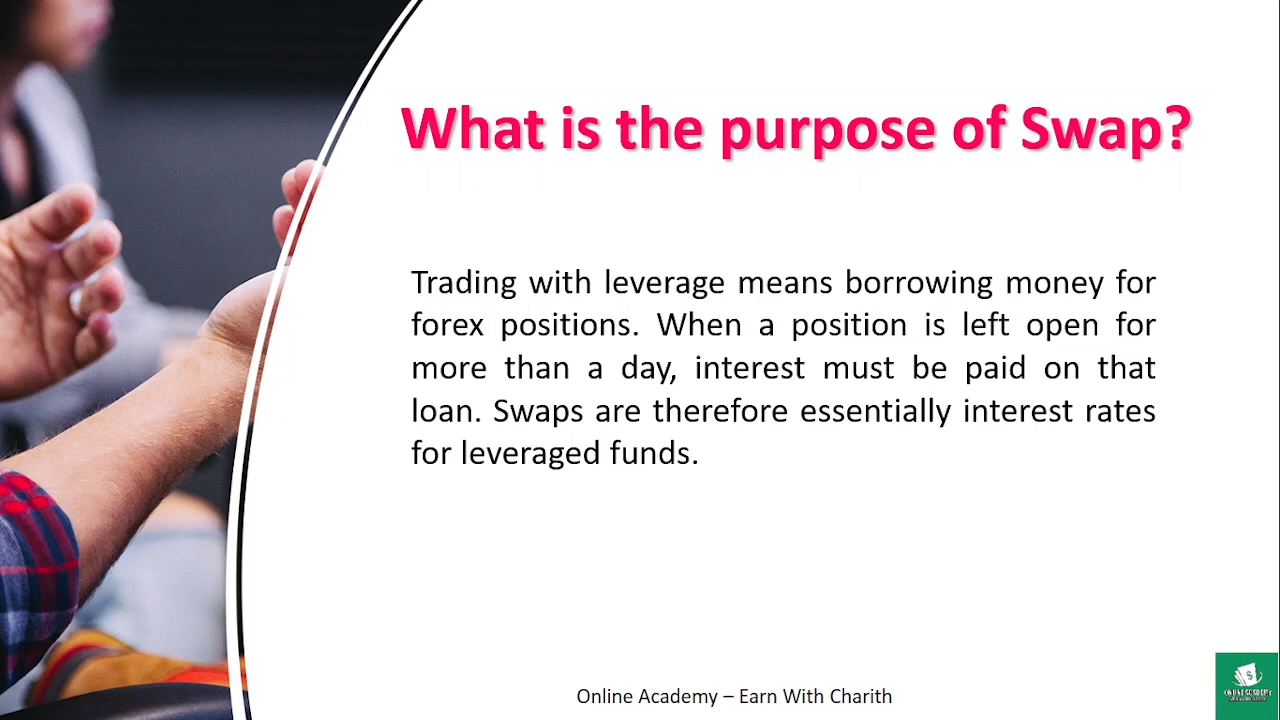 What is the purpose of Swap?
Trading with leverage means borrowing money for
forex positions. When a position is left open for
more than a day, interest must be paid on that
loan. Swaps are therefore essentially interest rates
for leveraged funds.
Online Academy – Earn With Charith
ONLINE ACADEMY